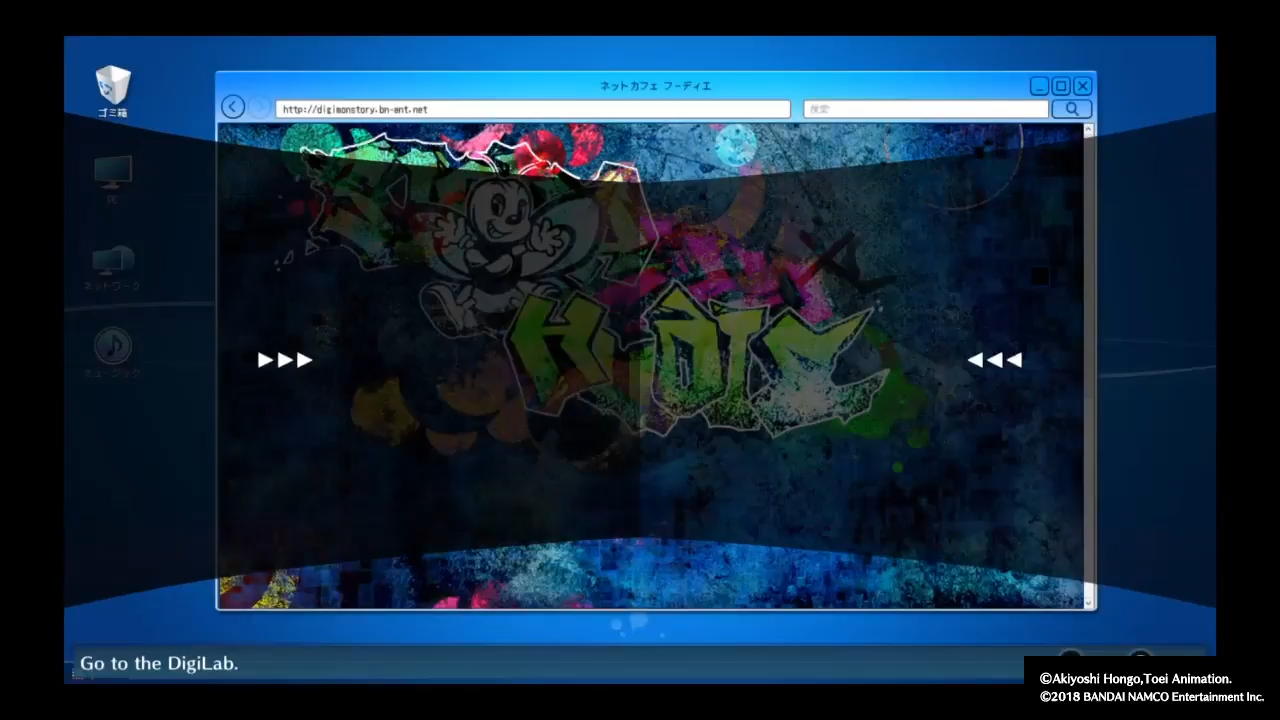 ネットカフェ フーディエ
http://digimonstory.bn-ent.net
検索
ゴミ箱
PC
ネットワーク
ミュージック
Go to the DigiLab.
©Akiyoshi Hongo,Toei Animation.
©2018 BANDAI NAMCO Entertainment Inc.